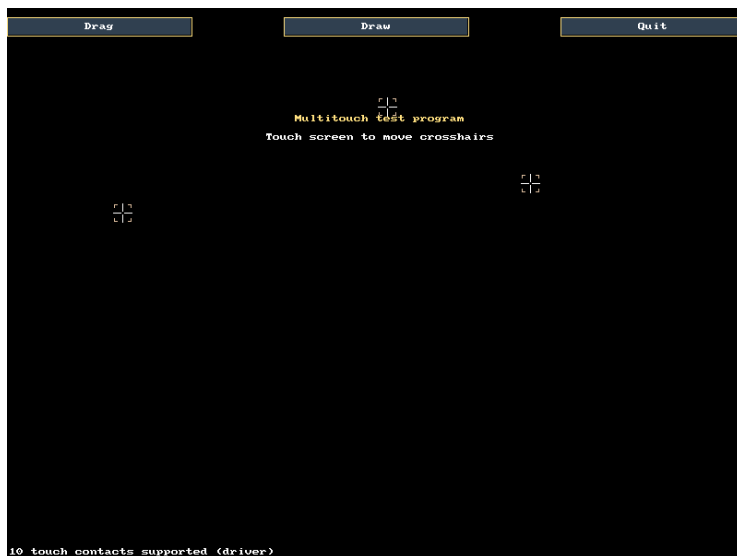 Drag
Draw
Quit
Multitouch test program
Touch screen to move crosshairs
10 touch contacts supported (driver)